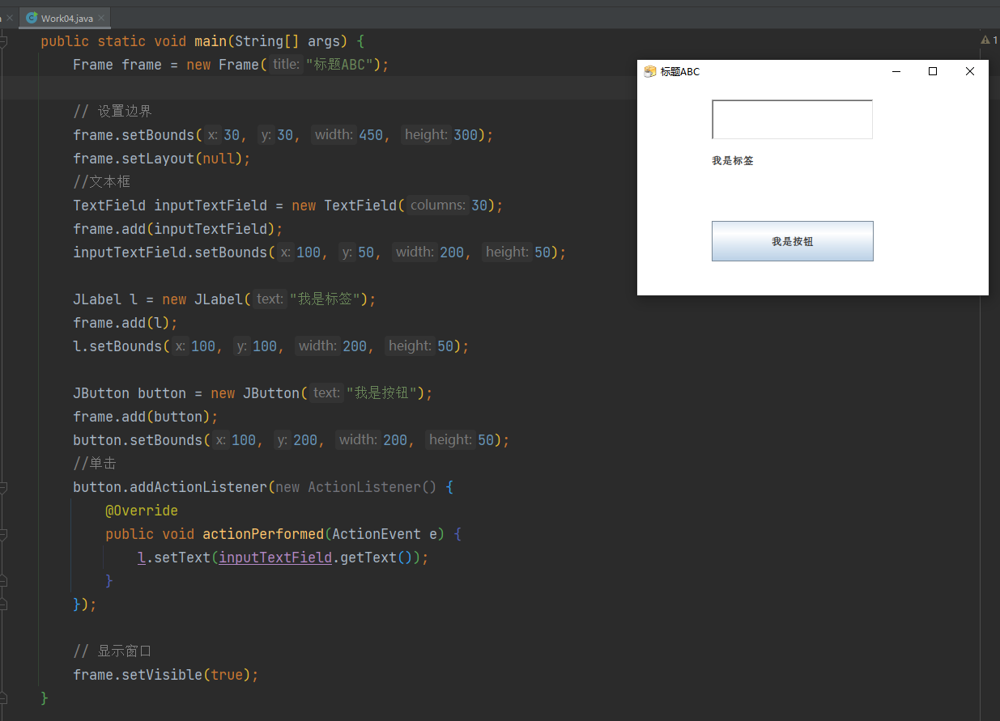 Work04.java
public static void main(String[] args) {
1
Frame frame = new Frame( title: "标题ABC");
// 设置边界
frame.setBounds( x: 30, y: 30, width: 450, height: 300);
frame.setLayout(null);
//文本框
TextField inputTextField = new TextField( columns: 30);
frame.add(inputTextField);
inputTextField.setBounds( x: 100, y: 50, width: 200, height: 50);
JLabel l = new JLabel( text: "我是标签");
frame.add(l);
l.setBounds( x: 100, y: 100, width: 200, height: 50);
JButton button = new JButton( text: "我是按钮");
frame.add(button);
button.setBounds( x: 100, y: 200, width: 200, height: 50);
//单击
button.addActionListener(new ActionListener() {
@Override
public void actionPerformed(ActionEvent e) {
l.setText(inputTextField.getText());
}
});
// 显示窗口
frame.setVisible(true);
}
标题ABC
我是标签
我是按钮